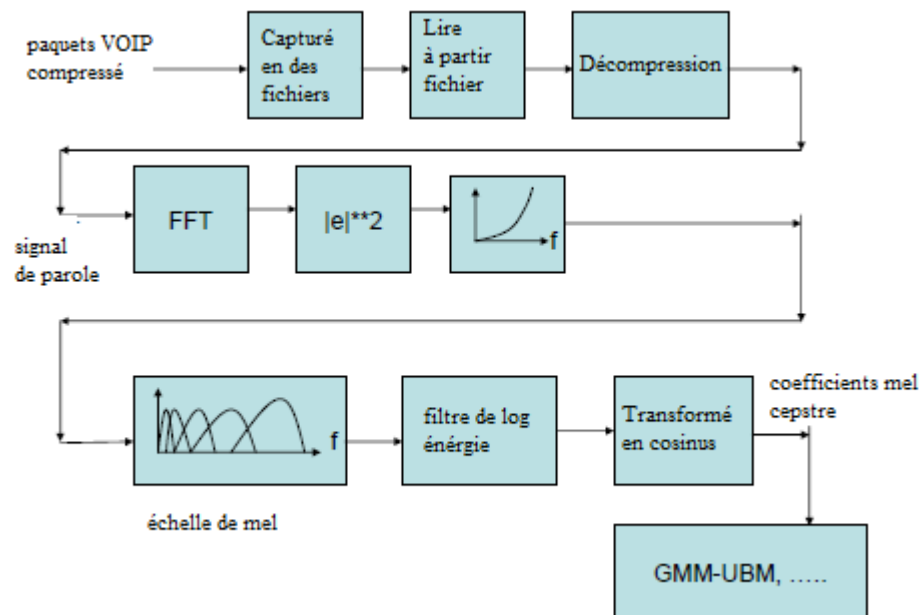 paquets VOIP
compressé
Capturé
en des
fichiers
Lire
à partir
fichier
Décompression
signal
de parole
FFT
|e|**2
f
f
échelle de mel
filtre de log
énérgie
Transformé
en cosinus
coefficients mel
cepstre
GMM-UBM, .....